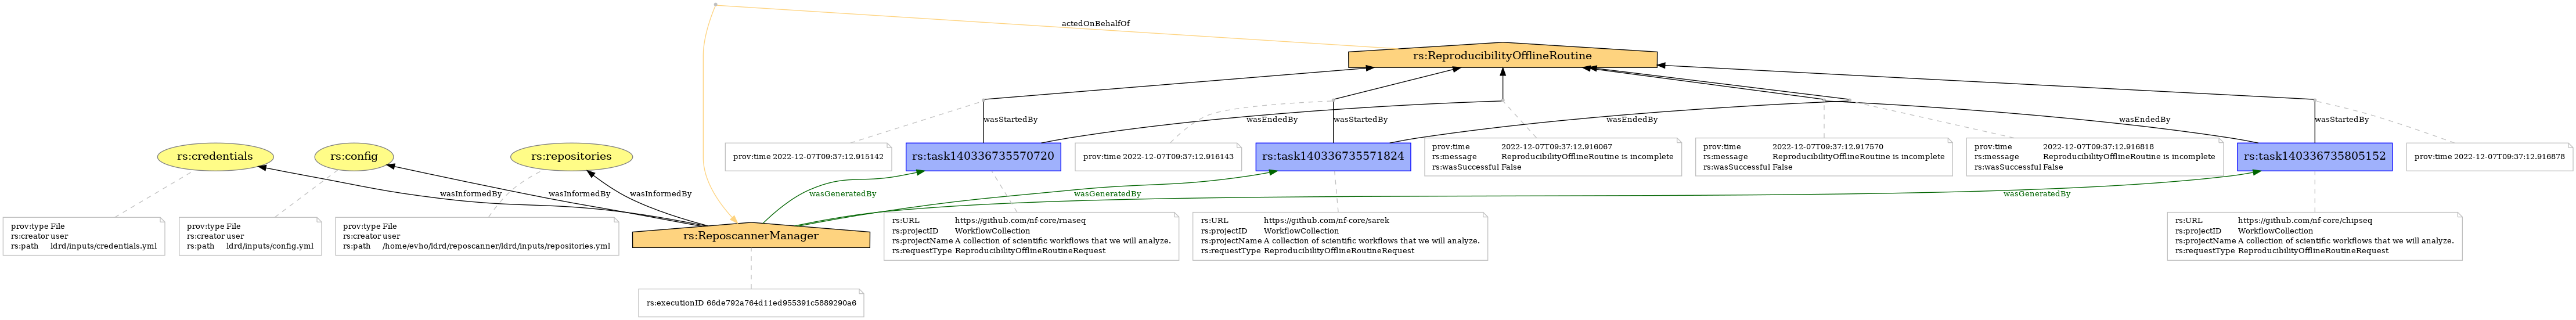 actedOnBehalfOf
rs:ReproducibilityOfflineRoutine
wasStartedBy
wasEndedBy
wasStartedBy
wasEndedBy
wasEndedBy
wasStartedBy
rs:credentials
rs:config
rs:repositories
prov:time 2022-12-07T09:37:12.915142
rs:task140336735570720
prov:time 2022-12-07T09:37:12.916143
rs:task140336735571824
prov:time 2022-12-07T09:37:12.916067
rs:message ReproducibilityOfflineRoutine is incomplete
rs:wasSuccessful False
prov:time 2022-12-07T09:37:12.917570
rs:message ReproducibilityOfflineRoutine is incomplete
rs:wasSuccessful False
prov:time 2022-12-07T09:37:12.916818
rs:message ReproducibilityOfflineRoutine is incomplete
rs:wasSuccessful False
rs:task140336735805152
prov:time 2022-12-07T09:37:12.916878
wasInformedBy
wasInformedBy
wasInformedBy
wasGeneratedBy
wasGeneratedBy
wasGeneratedBy
prov:type File
rs:creator user
rs:path ldrd/inputs/credentials.yml
prov:type File
rs:creator user
rs:path ldrd/inputs/config.yml
prov:type File
rs:creator user
rs:path /home/evho/ldrd/reposcanner/ldrd/inputs/repositories.yml
rs:ReposcannerManager
rs:URL https://github.com/nf-core/rnaseq
rs:projectID WorkflowCollection
rs:projectName A collection of scientific workflows that we will analyze.
rs:requestType ReproducibilityOfflineRoutineRequest
rs:URL https://github.com/nf-core/sarek
rs:projectID WorkflowCollection
rs:projectName A collection of scientific workflows that we will analyze.
rs:requestType ReproducibilityOfflineRoutineRequest
rs:URL https://github.com/nf-core/chipseq
rs:projectID WorkflowCollection
rs:projectName A collection of scientific workflows that we will analyze.
rs:requestType ReproducibilityOfflineRoutineRequest
rs:executionID 66de792a764d11ed955391c5889290a6